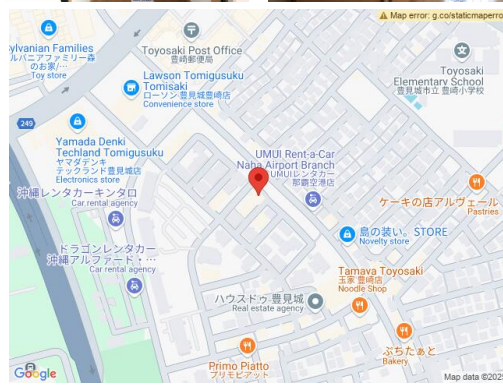 Map error: g.co/staticmaperro
ylvanian Families
ルバニアファミリー森
のお家/…
Toy store
Toyosaki Post Office
豊崎郵便局
Toyosaki
Elementary School
豊見城市立 豊崎小学校
Lawson Tomigusuku
Tomisaki
ローソン 豊見城豊崎店
Convenience store
249
Yamada Denki
Techland Tomigusuku
ヤマダデンキ
テックランド豊見城店
Electronics store
UMUI Rent-a-Car
Naha Airport Branch
UMUIレンタカー
那覇空港店
沖縄レンタカーキンタロ
Car rental agency
ケーキの店アルヴェール
Pastries
島の装い。STORE
Novelty store
ドラゴンレンタカー
沖縄アルファード・…
Car rental agency
Tamaya Toyosaki
玉家 豊崎店
Noodle Shop
ハウスドゥ 豊見城
Real estate agency
ぷちたぁと
Bakery
Primo Piatto
プリモピアット
Google
Map data ©202